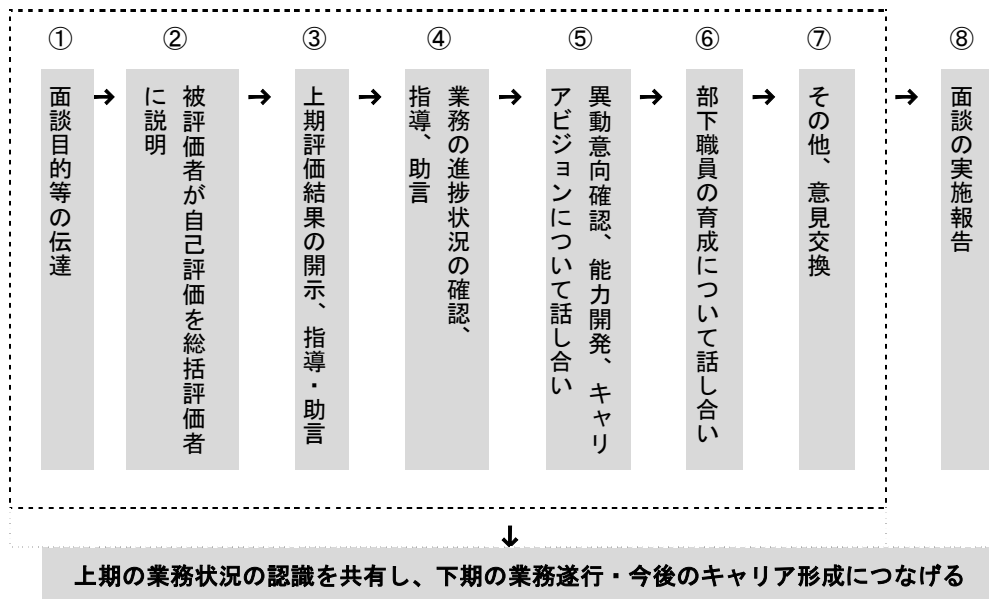 ①
面談目的等の伝達
②
被評価者が自己評価を総括評価者
に説明
③
上期評価結果の開示、指導・助言
④
業務の進捗状況の確認、
指導、助言
⑤
異動意向確認、能力開発、キャリ
アビジョンについて話し合い
⑥
部下職員の育成について話し合い
⑦
その他、意見交換
⑧
面談の実施報告
上期の業務状況の認識を共有し、下期の業務遂行・今後のキャリア形成につなげる